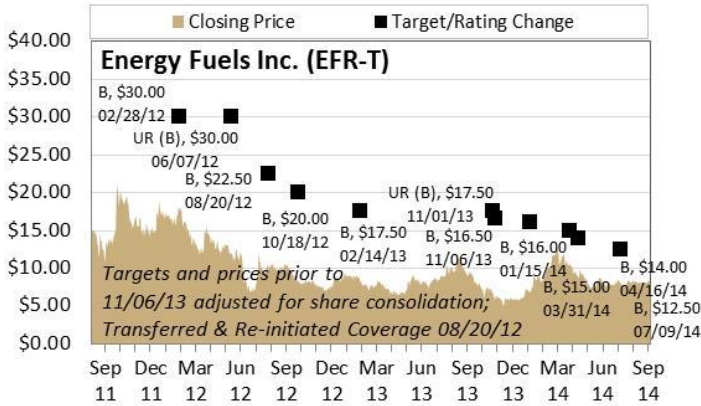 Closing Price
Target/Rating Change
$40.00
$35.00
$30.00
$25.00
$20.00
$15.00
$10.00
$5.00
$0.00
Energy Fuels Inc. (EFR-T)
B, $30.00
02/28/12
UR (B), $30.00
06/07/12
B, $22.50
08/20/12
B, $20.00
10/18/12
B, $17.50
02/14/13
UR (B), $17.50
11/01/13
B, $16.50
11/06/13
B, $16.00
01/15/14
B, $15.00
03/31/14
B, $14.00
04/16/14
B, $12.50
07/09/14
Targets and prices prior to
11/06/13 adjusted for share consolidation;
Transferred & Re-initiated Coverage 08/20/12
Sep Dec Mar Jun Sep Dec Mar Jun Sep Dec Mar Jun Sep
11 11 12 12 12 12 13 13 13 13 14 14 14